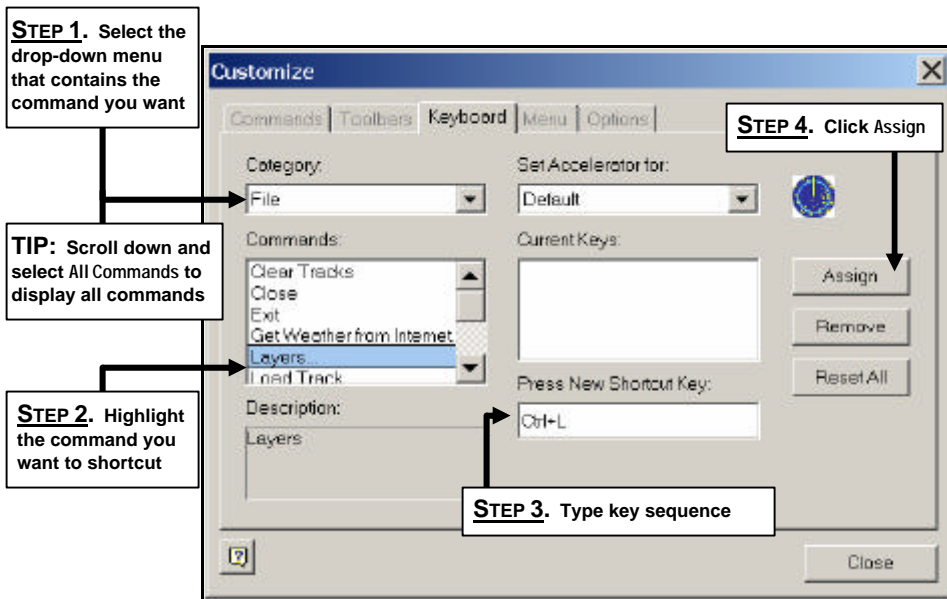 STEP 1. Select the
drop-down menu
that contains the
command you want
Customize
Commands Toolbars Keyboard Menu Options
STEP 4. Click Assign
Category:
Set Accelerator for:
File
Default
TIP: Scroll down and
select All Commands to
display all commands
Commands:
Current Keys:
Clear Tracks
Close
Exit
Get Weather from Internet
Layers...
Load Track
Assign
Remove
Reset All
Press New Shortcut Key:
Ctrl+L
STEP 2. Highlight
the command you
want to shortcut
Description:
Layers
STEP 3. Type key sequence
Close